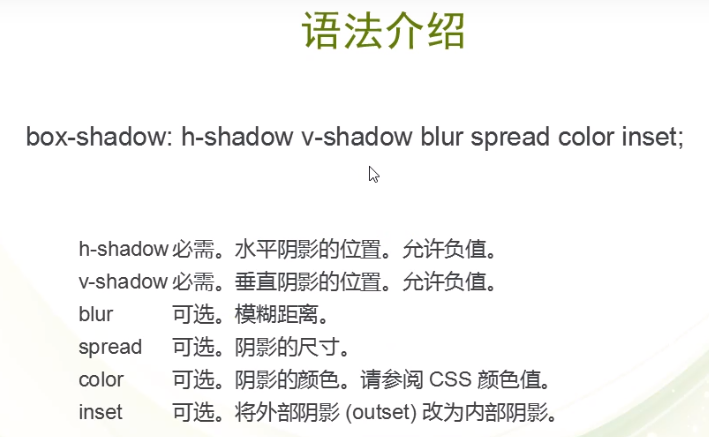 语法介绍
box-shadow: h-shadow v-shadow blur spread color inset;
h-shadow 必需。水平阴影的位置。允许负值。
v-shadow 必需。垂直阴影的位置。允许负值。
blur 可选。模糊距离。
spread 可选。阴影的尺寸。
color 可选。阴影的颜色。请参阅 CSS 颜色值。
inset 可选。将外部阴影 (outset) 改为内部阴影。